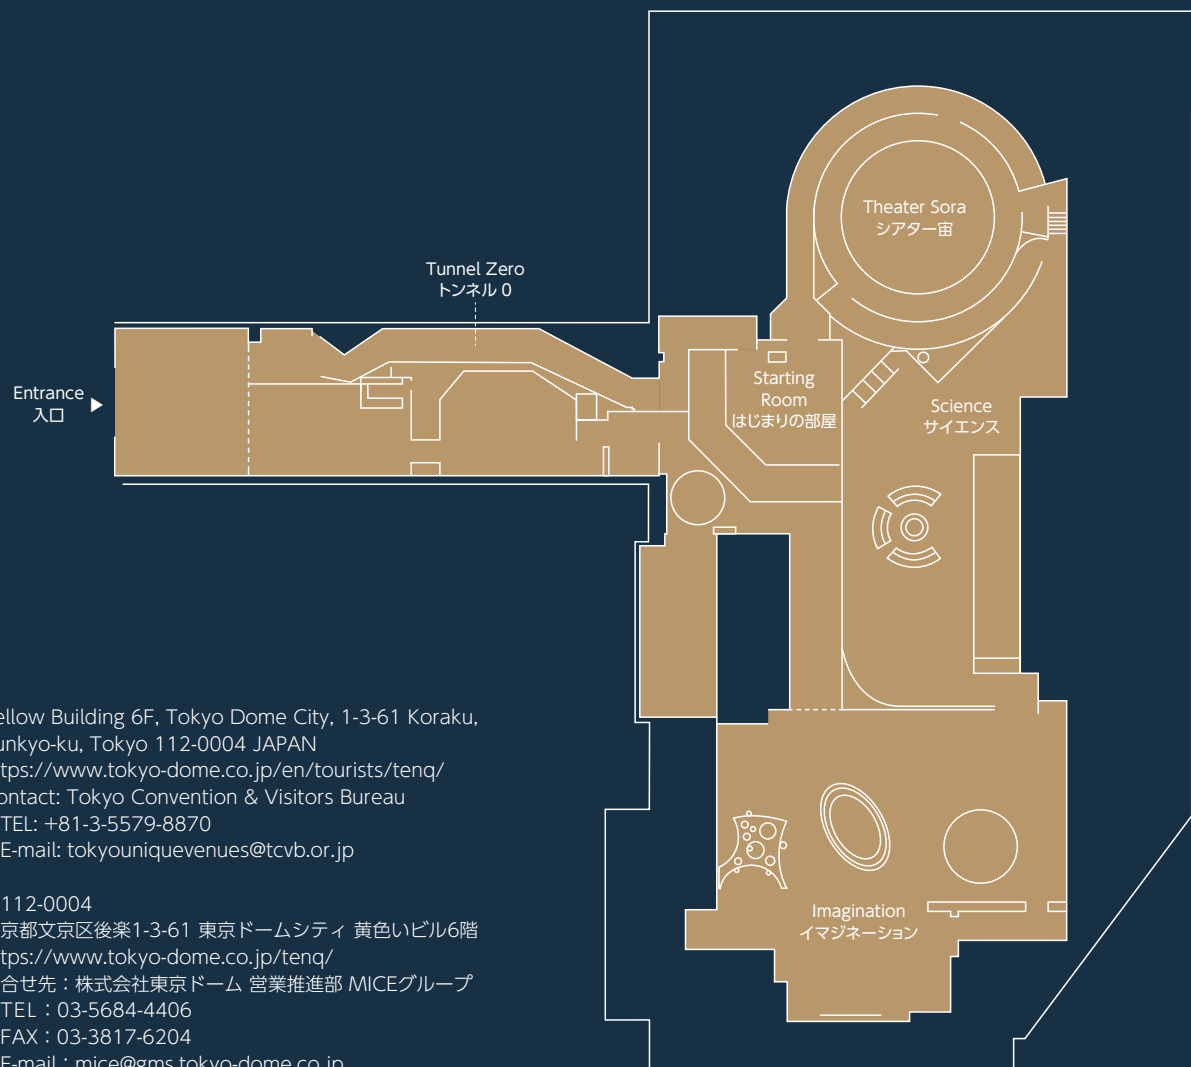 Theater Sora
シアター宙
Tunnel Zero
トンネル 0
Entrance
入口
Starting
Room
はじまりの部屋
Science
サイエンス
Imagination
イマジネーション
ellow Building 6F, Tokyo Dome City, 1-3-61 Koraku,
unkyo-ku, Tokyo 112-0004 JAPAN
tps://www.tokyo-dome.co.jp/en/tourists/tenq/
ontact: Tokyo Convention & Visitors Bureau
TEL: +81-3-5579-8870
E-mail: tokyouniquevenues@tcvb.or.jp
112-0004
京都文京区後楽1-3-61 東京ドームシティ 黄色いビル6階
tps://www.tokyo-dome.co.jp/tenq/
合せ先：株式会社東京ドーム 営業推進部 MICEグループ
TEL：03-5684-4406
FAX：03-3817-6204
E-mail：mice@gms.tokyo-dome.co.jp